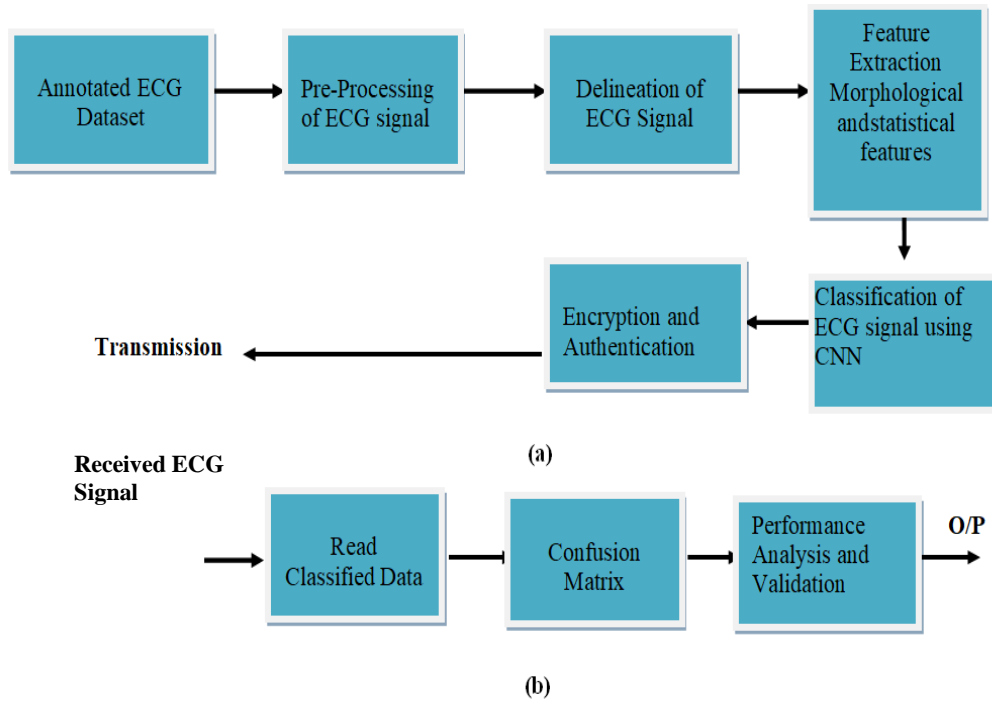 Annotated ECG
Dataset
Pre-Processing
of ECG signal
Delineation of
ECG Signal
Feature
Extraction
Morphological
andstatistical
features
Classification of
ECG signal using
CNN
Encryption and
Authentication
Transmission
(a)
Received ECG
Signal
Read
Classified Data
Confusion
Matrix
Performance
Analysis and
Validation
O/P
(b)